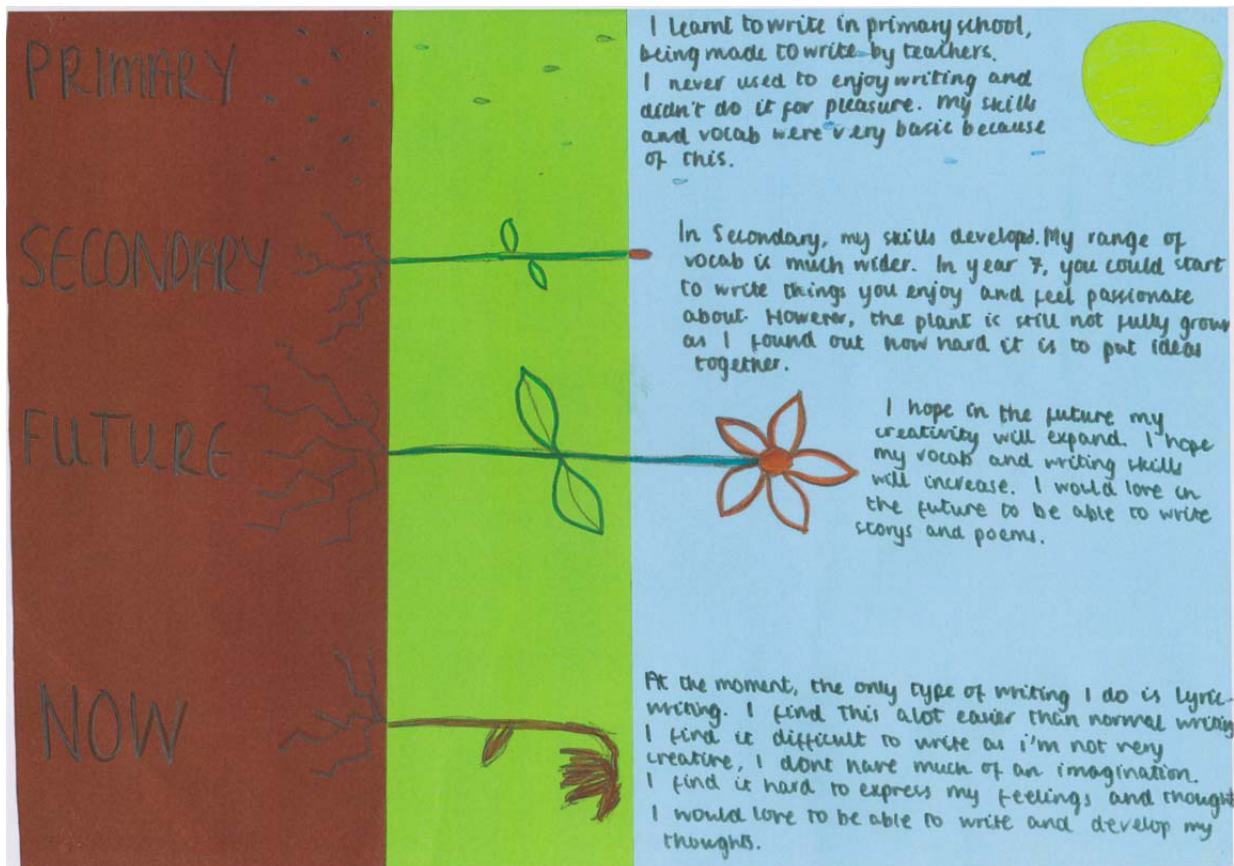 PRIMARY
I learnt to write in primary school,
being made to write by teachers.
I never used to enjoy writing and
didn't do it for pleasure. My skills
and vocab were very basic because
of this.
SECONDARY
In Secondary, my skills develops. My range of
vocab is much wider. In year 7, you could start
to write things you enjoy and feel passionate
about. However, the plant is still not fully grown
as I found out how hard it is to put ideas
together.
FUTURE
I hope in the future my
creativity will expand. I hope
my vocab and writing skills
will increase. I would love in
the future to be able to write
storys and poems.
NOW
At the moment, the only type of writing I do is Lyric-
writing. I find this alot easier than normal writing
I find it difficult to write as i'm not very
creative, I dont have much of an imagination.
I find it hard to express my feelings and thought
I would love to be able to write and develop my
thoughts.